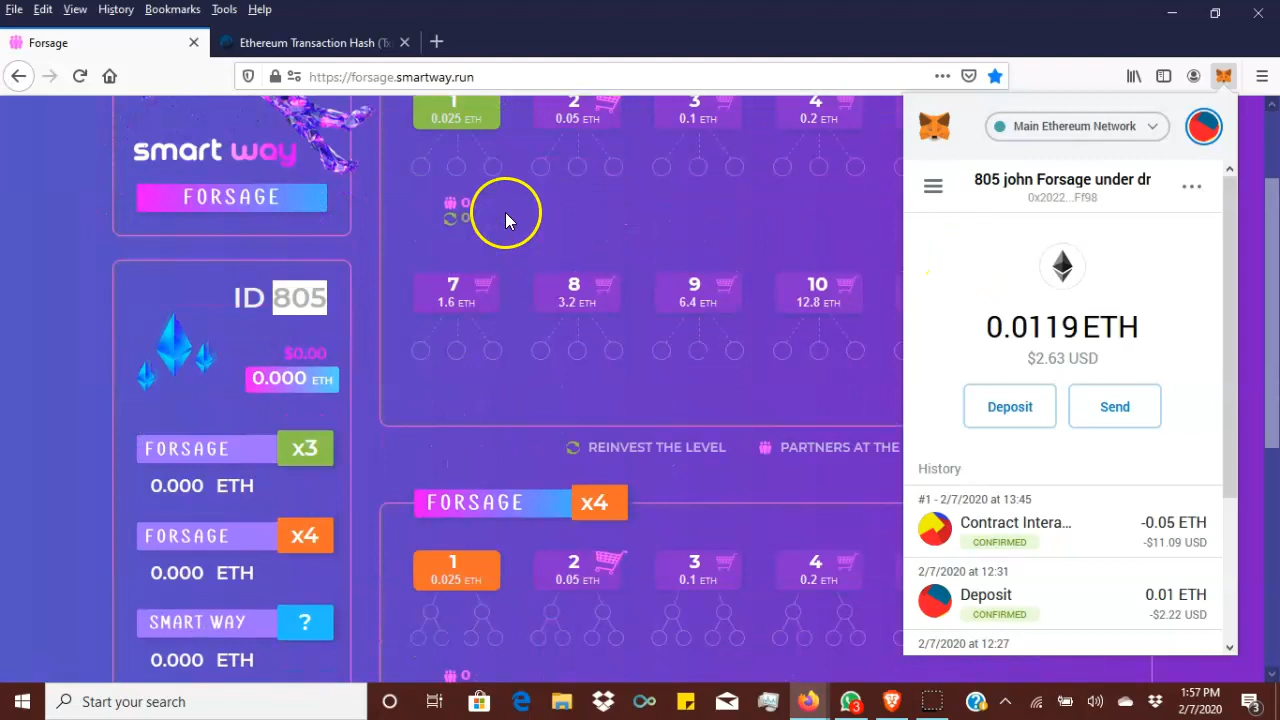 File Edit View History Bookmarks Tools Help
Forsage
Ethereum Transaction Hash (Tx
https://forsage.smartway.run
smart way
FORSAGE
ID 805
$0.00
0.000 ETH
FORSAGE x3
0.000 ETH
FORSAGE x4
0.000 ETH
SMART WAY ?
0.000 ETH
1 2 3 4
0.025 ETH 0.05 ETH 0.1 ETH 0.2 ETH
0
0
7 8 9 10
1.6 ETH 3.2 ETH 6.4 ETH 12.8 ETH
REINVEST THE LEVEL PARTNERS AT THE
FORSAGE x4
1 2 3 4
0.025 ETH 0.05 ETH 0.1 ETH 0.2 ETH
0
Main Ethereum Network
805 john Forsage under dr
0x2022...Ff98
0.0119 ETH
$2.63 USD
Deposit Send
History
#1 - 2/7/2020 at 13:45
Contract Intera... -0.05 ETH
CONFIRMED -$11.09 USD
2/7/2020 at 12:31
Deposit 0.01 ETH
CONFIRMED -$2.22 USD
2/7/2020 at 12:27
Start your search
3
1:57 PM
2/7/2020
3